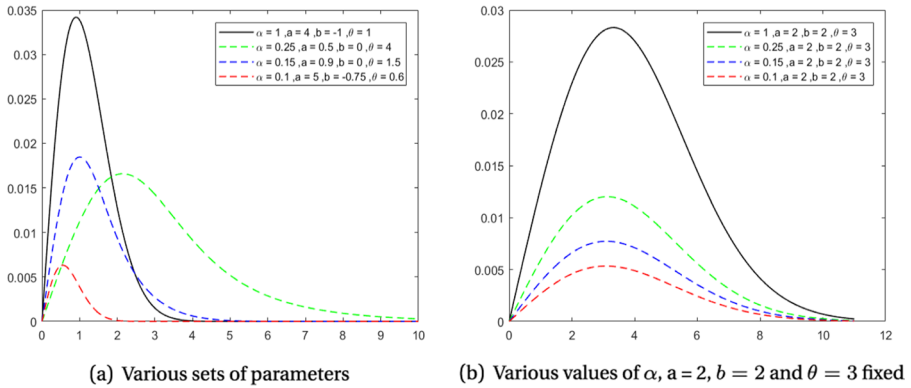 0.035
0.03
0.025
0.02
0.015
0.01
0.005
0
0 1 2 3 4 5 6 7 8 9 10
α = 1 ,a = 4 ,b = -1 ,θ = 1
α = 0.25 ,a = 0.5 ,b = 0 ,θ = 4
α = 0.15 ,a = 0.9 ,b = 0 ,θ = 1.5
α = 0.1 ,a = 5 ,b = -0.75 ,θ = 0.6
(a) Various sets of parameters
0.03
0.025
0.02
0.015
0.01
0.005
0
0 2 4 6 8 10 12
α = 1 ,a = 2 ,b = 2 ,θ = 3
α = 0.25 ,a = 2 ,b = 2 ,θ = 3
α = 0.15 ,a = 2 ,b = 2 ,θ = 3
α = 0.1 ,a = 2 ,b = 2 ,θ = 3
(b) Various values of α, a = 2, b = 2 and θ = 3 fixed